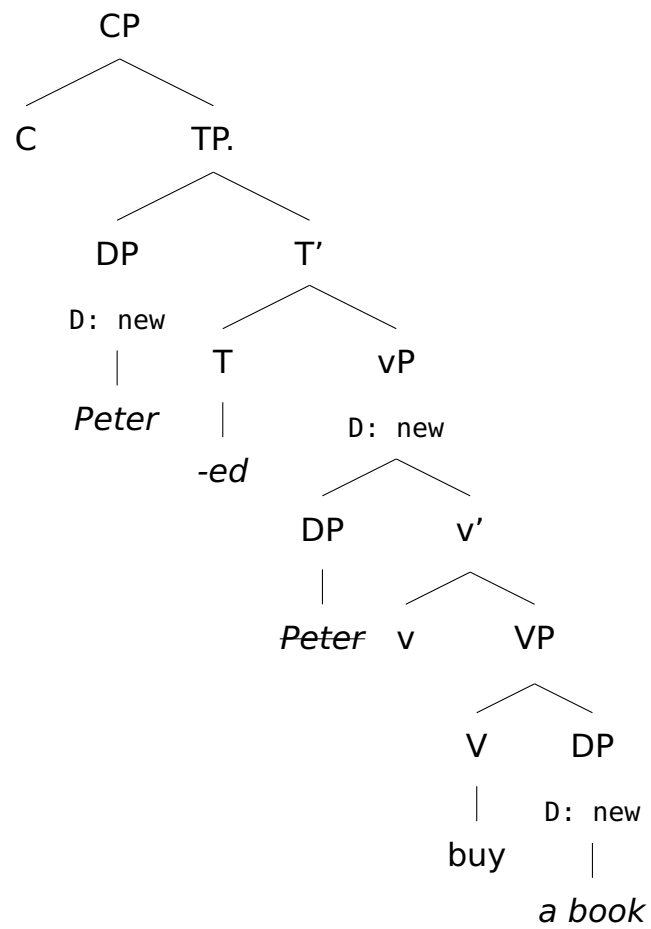 CP
C TP.
DP T’
D: new
T vP
Peter
D: new
-ed
DP v’
Peter v VP
V DP
D: new
buy
a book